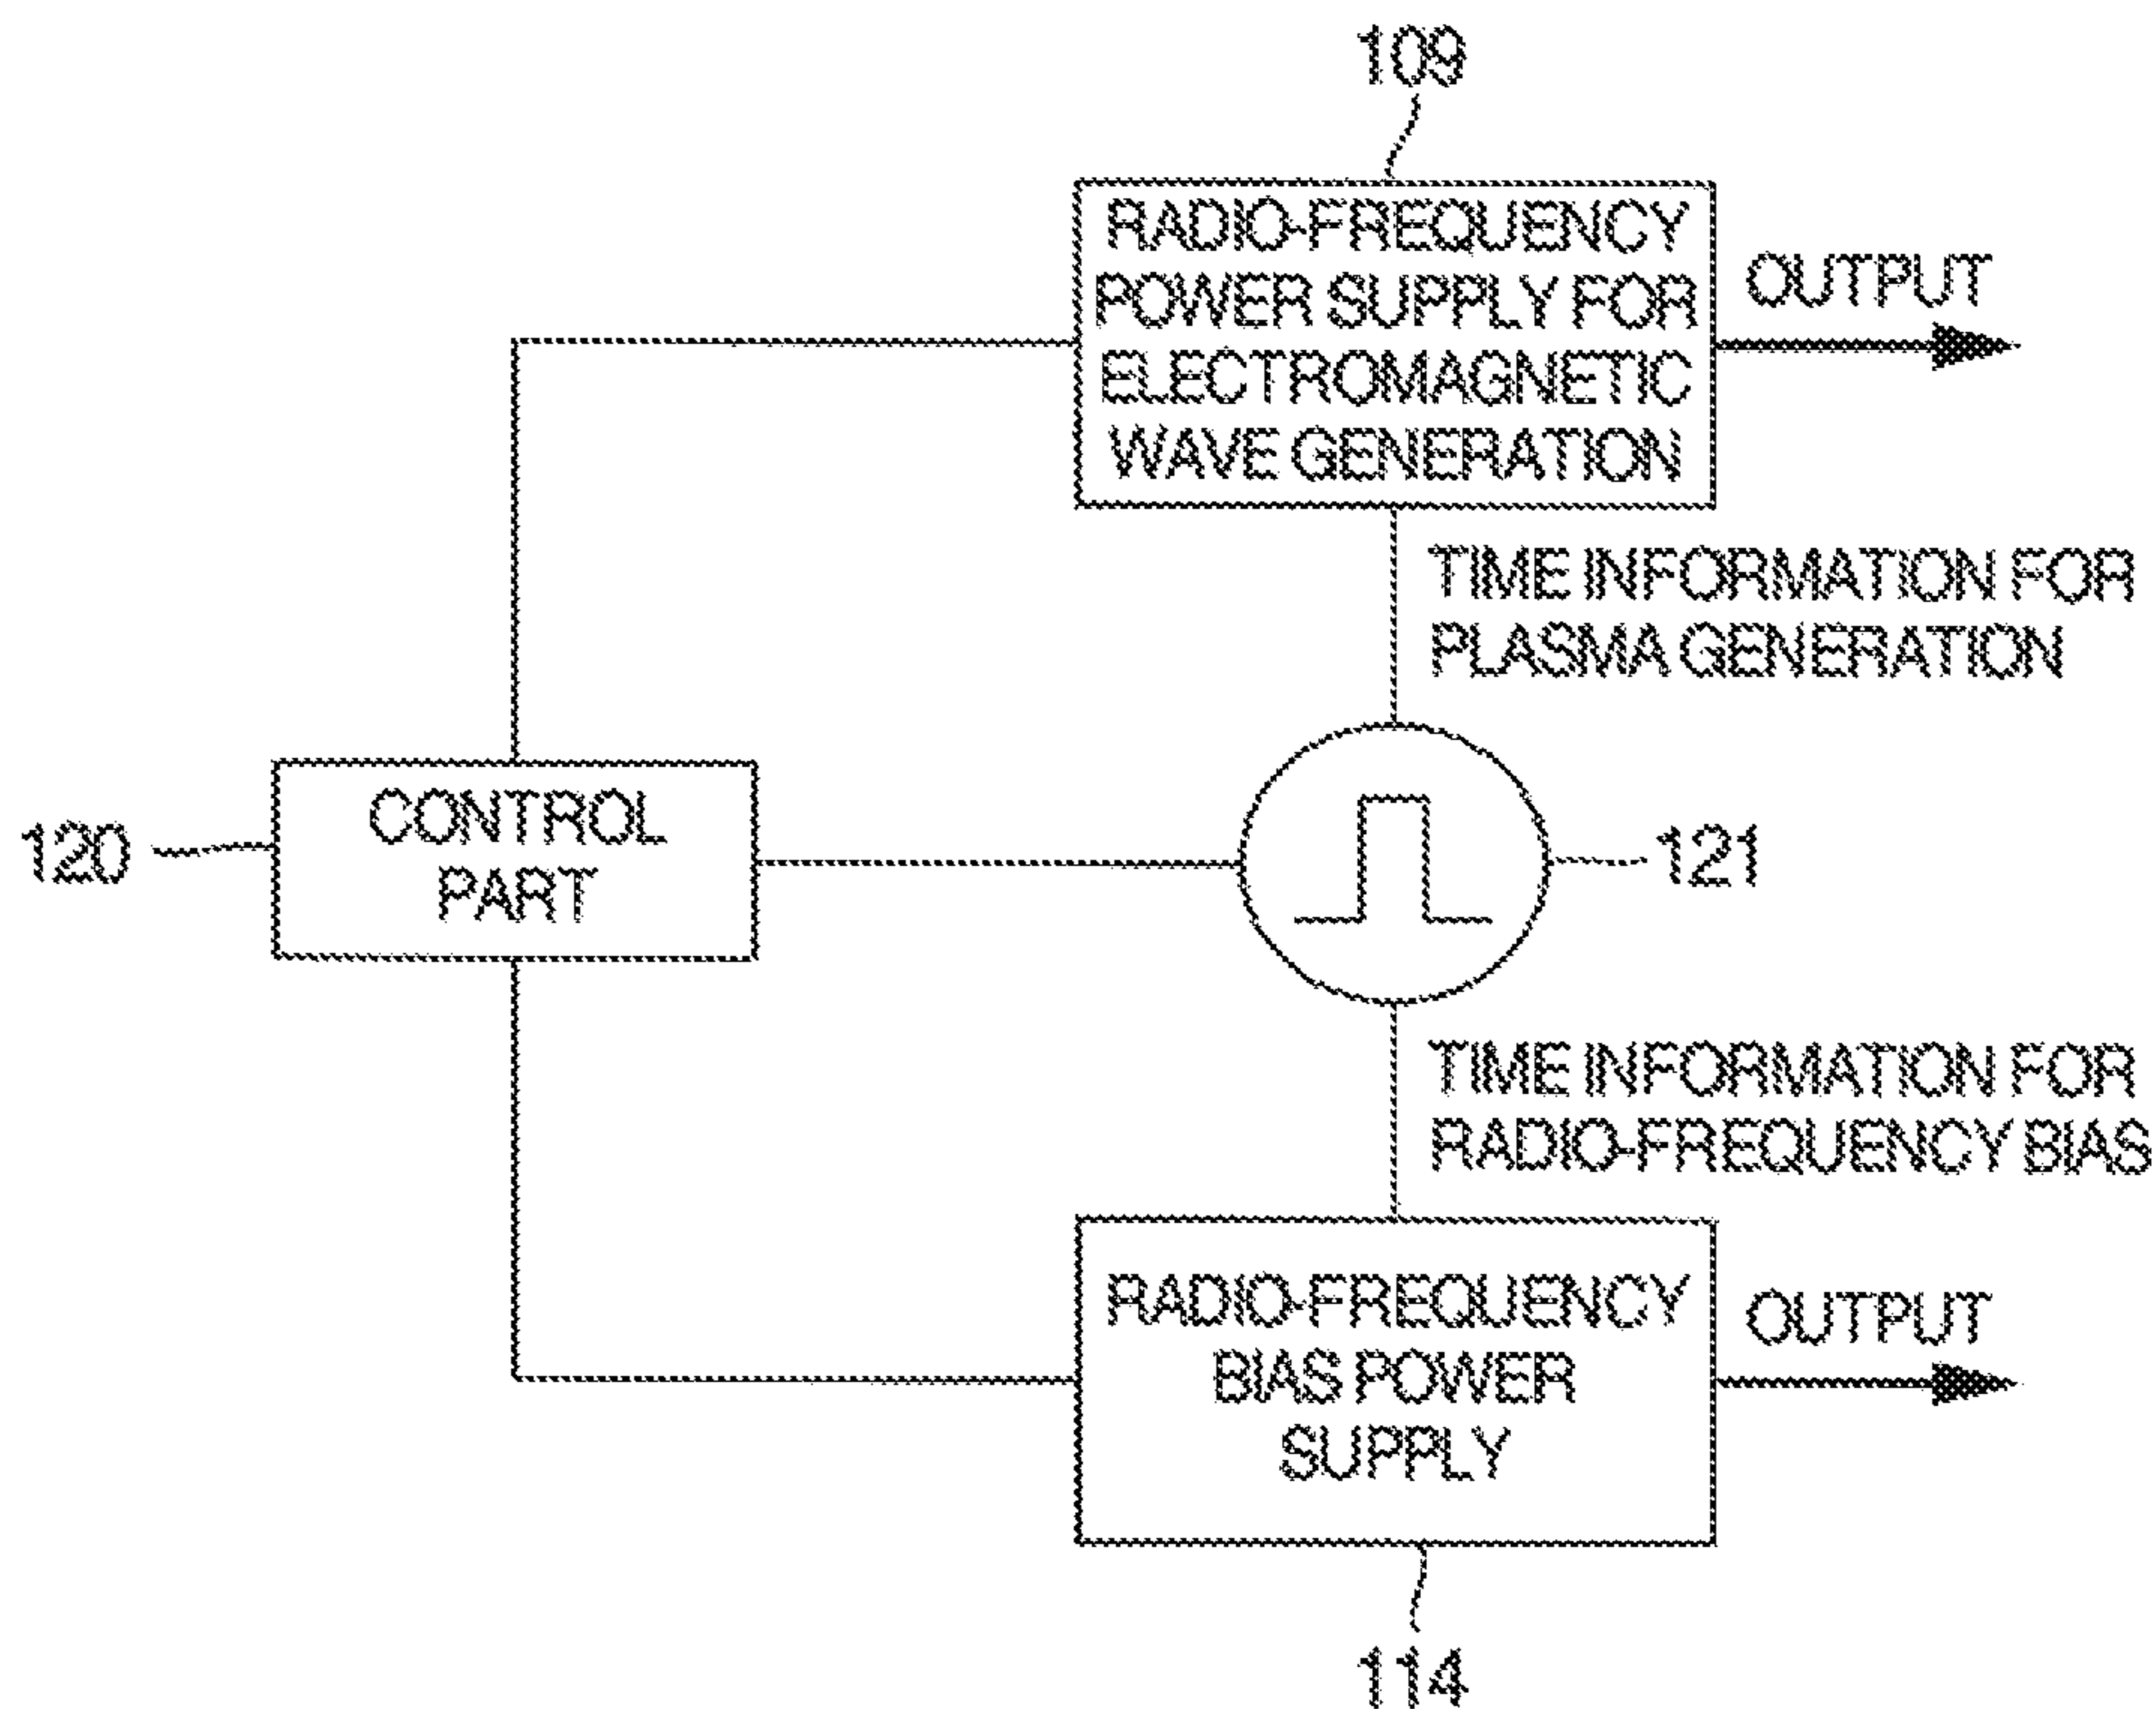 109
RADIO-FREQUENCY
POWER SUPPLY FOR
ELECTROMAGNETIC
WAVE GENERATION
OUTPUT
TIME INFORMATION FOR
PLASMA GENERATION
120
CONTROL
PART
121
TIME INFORMATION FOR
RADIO-FREQUENCY BIAS
RADIO-FREQUENCY
BIAS POWER
SUPPLY
OUTPUT
114